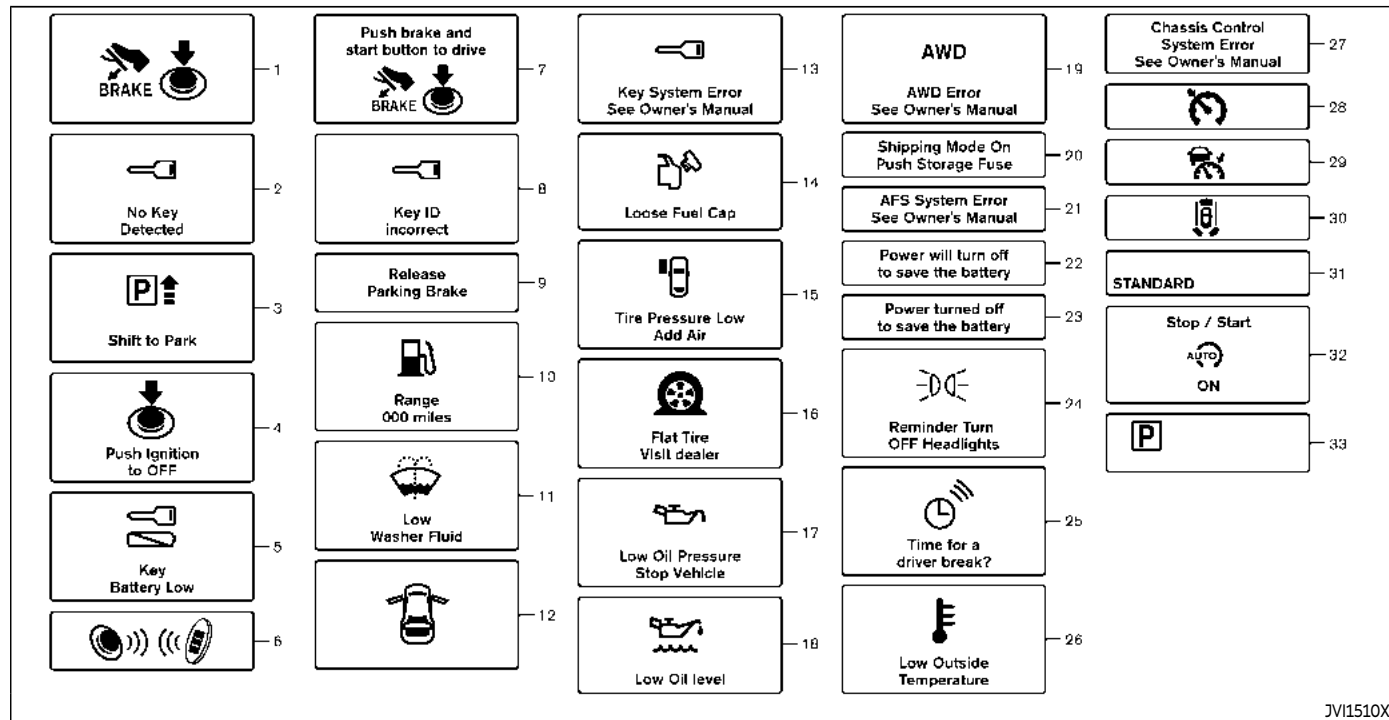 BRAKE
1
No Key
Detected
2
P
Shift to Park
3
Push Ignition
to OFF
4
Key
Battery Low
5
6
Push brake and
start button to drive
BRAKE
7
Key ID
incorrect
8
Release
Parking Brake
9
Range
000 miles
10
Low
Washer Fluid
11
12
Key System Error
See Owner's Manual
13
Loose Fuel Cap
14
Tire Pressure Low
Add Air
15
Flat Tire
Visit dealer
16
Low Oil Pressure
Stop Vehicle
17
Low Oil level
18
AWD
AWD Error
See Owner's Manual
19
Shipping Mode On
Push Storage Fuse
20
AFS System Error
See Owner's Manual
21
Power will turn off
to save the battery
22
Power turned off
to save the battery
23
Reminder Turn
OFF Headlights
24
Time for a
driver break?
25
Low Outside
Temperature
26
Chassis Control
System Error
See Owner's Manual
27
28
29
30
STANDARD
31
Stop / Start
AUTO
ON
32
P
33
JVI1510X